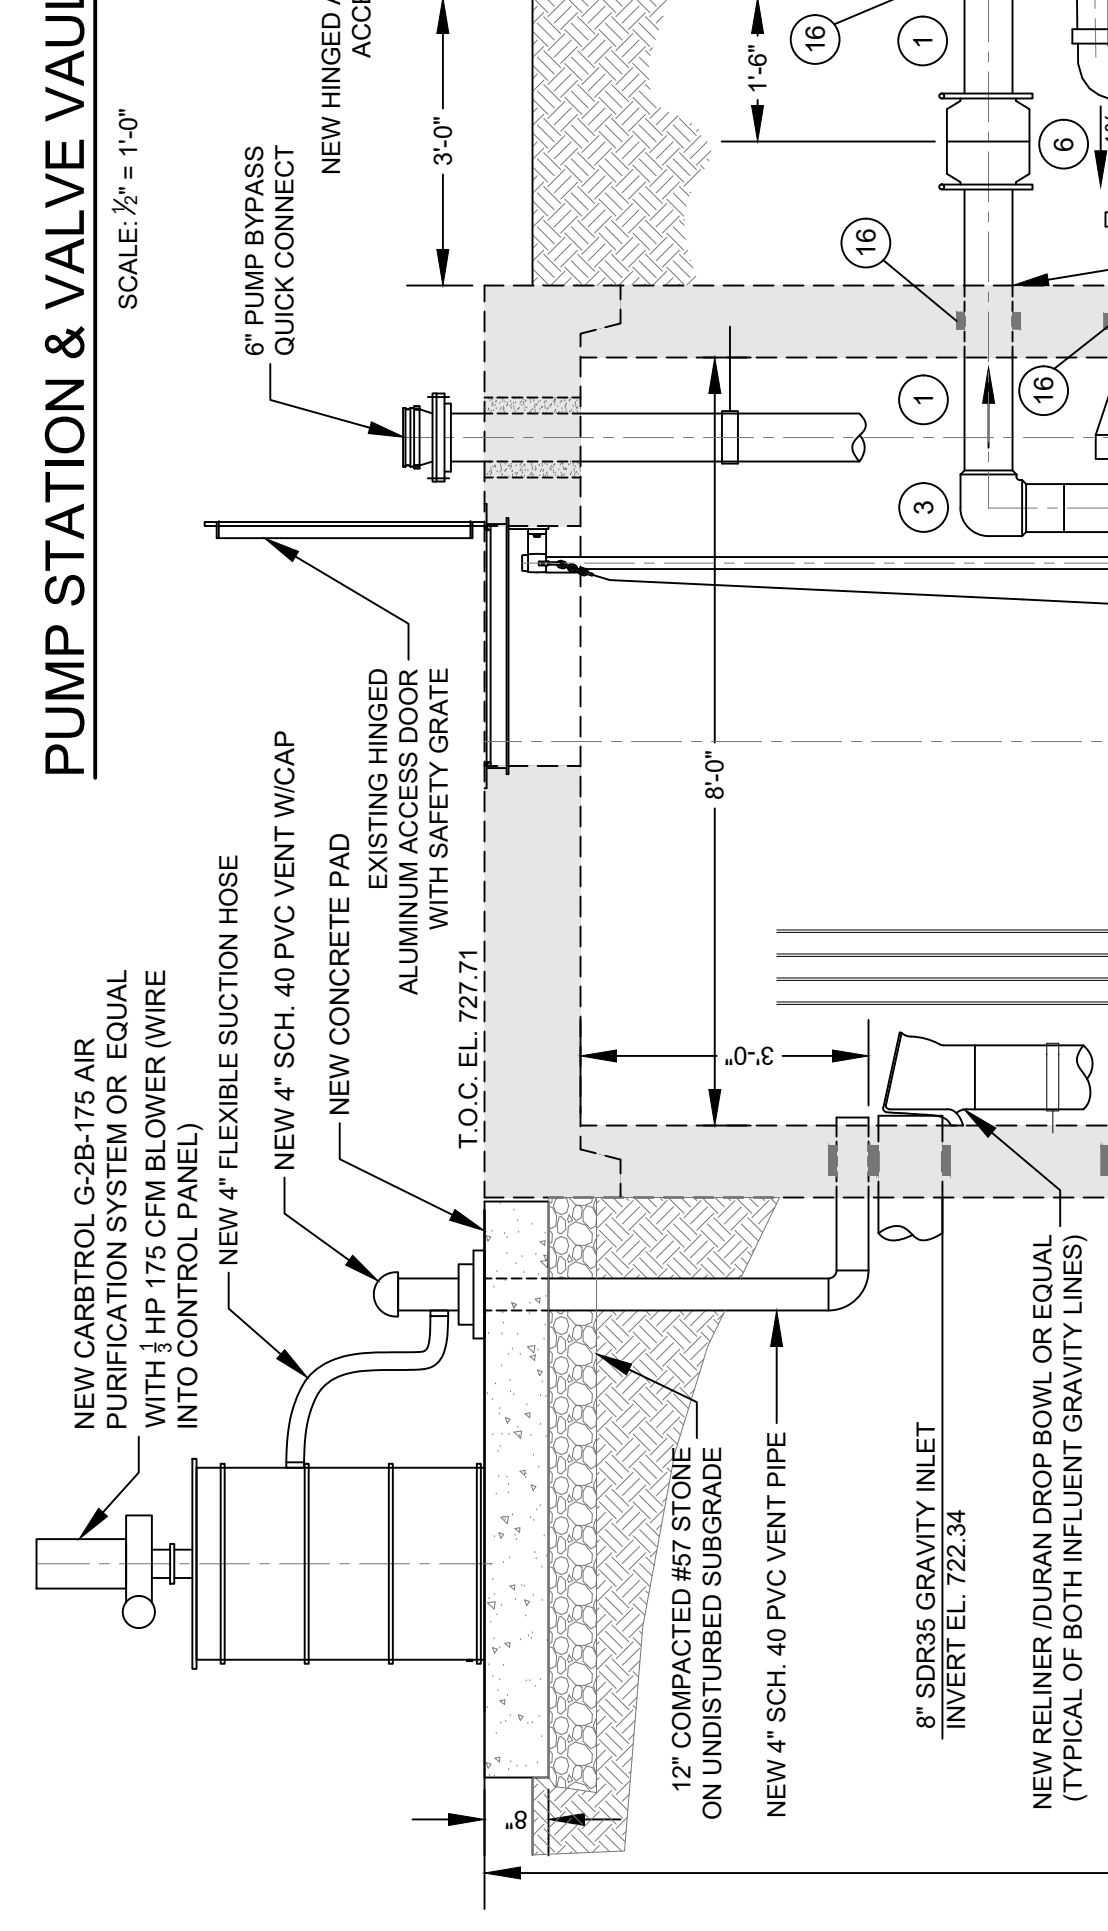 PUMP STATION & VALVE VAUL
SCALE: ½" = 1'-0"
NEW CARBTROL G-2B-175 AIR
PURIFICATION SYSTEM OR EQUAL
WITH 1/3 HP 175 CFM BLOWER (WIRE
INTO CONTROL PANEL)
NEW 4" FLEXIBLE SUCTION HOSE
NEW 4" SCH. 40 PVC VENT W/CAP
NEW CONCRETE PAD
EXISTING HINGED
ALUMINUM ACCESS DOOR
WITH SAFETY GRATE
T.O.C. EL. 727.71
6" PUMP BYPASS
QUICK CONNECT
NEW HINGED A
ACCE
3'-0"
1'-6"
16
1
6
16
1
16
3
8'-0"
3'-0"
8"
12" COMPACTED #57 STONE
ON UNDISTURBED SUBGRADE
NEW 4" SCH. 40 PVC VENT PIPE
8" SDR35 GRAVITY INLET
INVERT EL. 722.34
NEW RELINER /DURAN DROP BOWL OR EQUAL
(TYPICAL OF BOTH INFLUENT GRAVITY LINES)